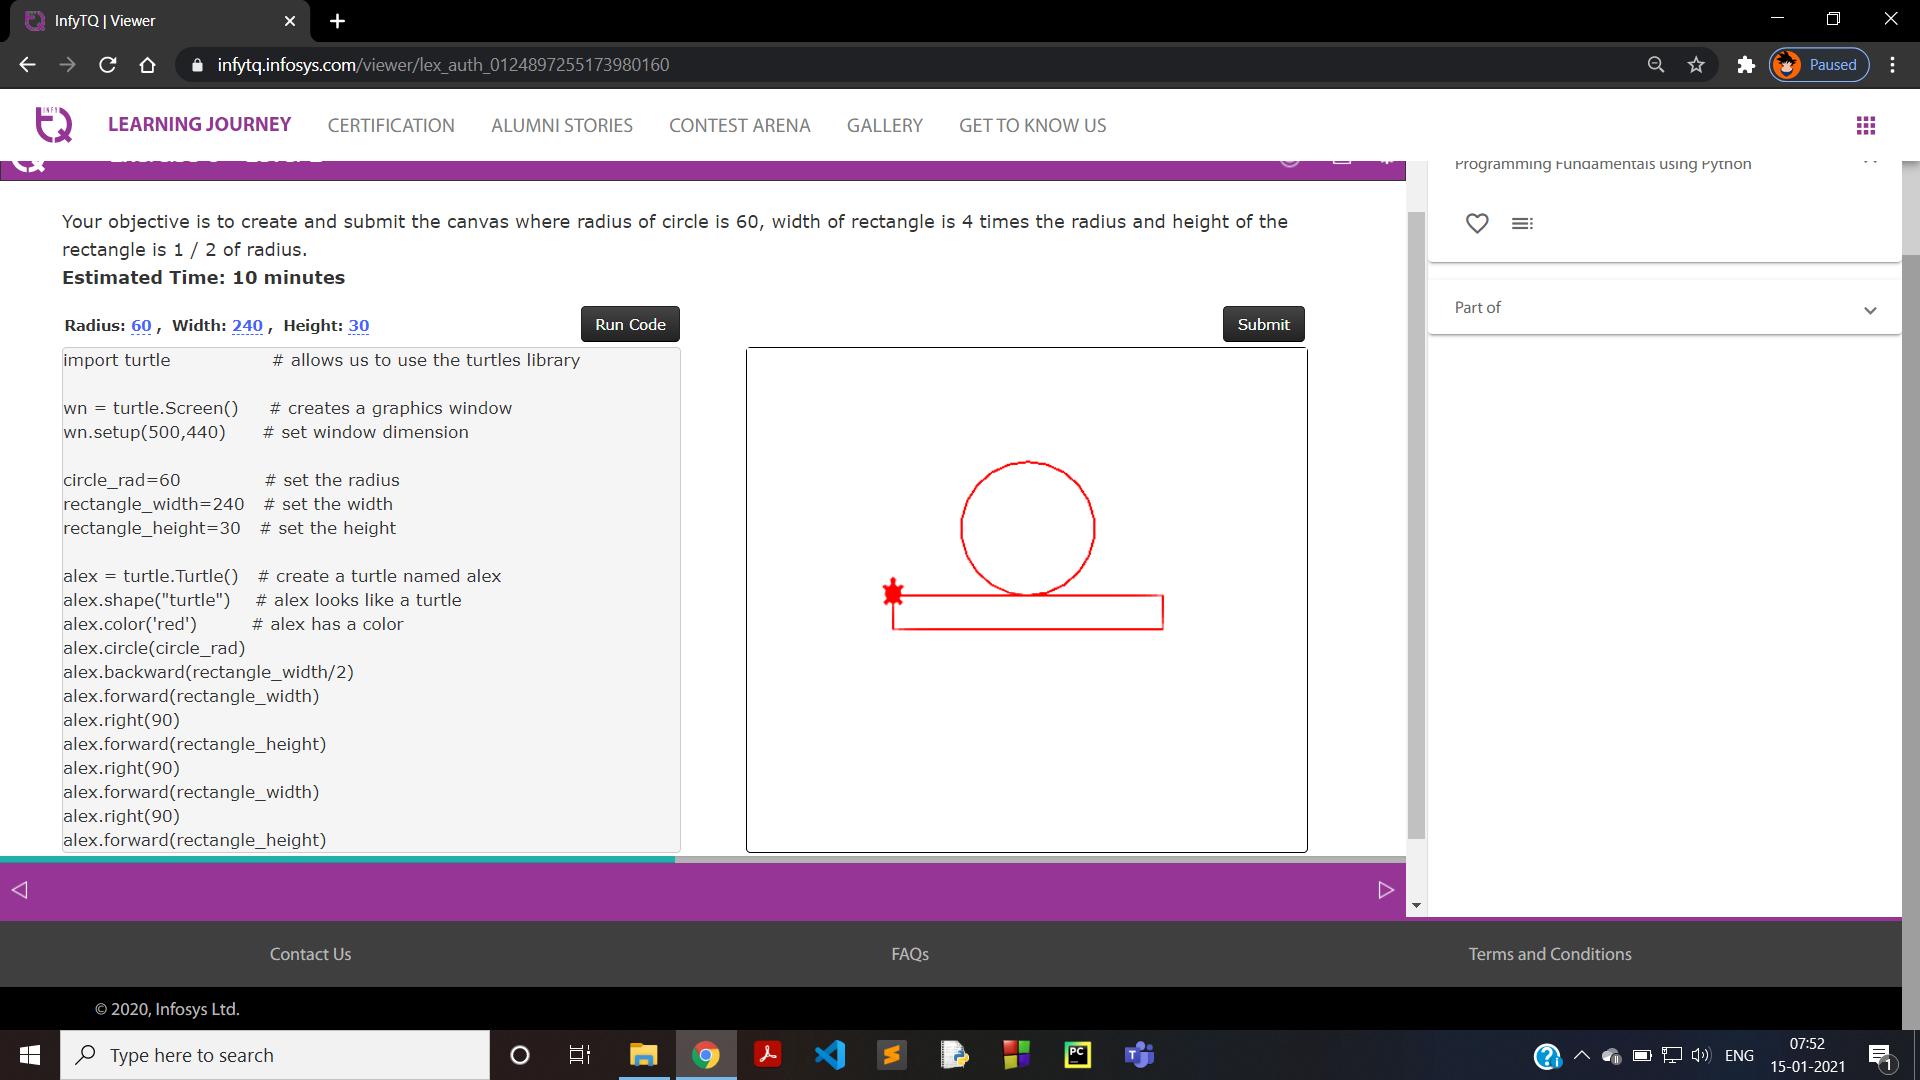 InfyTQ | Viewer
infytq.infosys.com/viewer/lex_auth_0124897255173980160
Paused
LEARNING JOURNEY
CERTIFICATION
ALUMNI STORIES
CONTEST ARENA
GALLERY
GET TO KNOW US
Programming Fundamentals using Python
Your objective is to create and submit the canvas where radius of circle is 60, width of rectangle is 4 times the radius and height of the
rectangle is 1 / 2 of radius.
Estimated Time: 10 minutes
Part of
Radius: 60 , Width: 240 , Height: 30
Run Code
Submit
import turtle # allows us to use the turtles library
wn = turtle.Screen() # creates a graphics window
wn.setup(500,440) # set window dimension
circle_rad=60 # set the radius
rectangle_width=240 # set the width
rectangle_height=30 # set the height
alex = turtle.Turtle() # create a turtle named alex
alex.shape("turtle") # alex looks like a turtle
alex.color('red') # alex has a color
alex.circle(circle_rad)
alex.backward(rectangle_width/2)
alex.forward(rectangle_width)
alex.right(90)
alex.forward(rectangle_height)
alex.right(90)
alex.forward(rectangle_width)
alex.right(90)
alex.forward(rectangle_height)
Contact Us
FAQs
Terms and Conditions
© 2020, Infosys Ltd.
Type here to search
ENG
07:52
15-01-2021
1